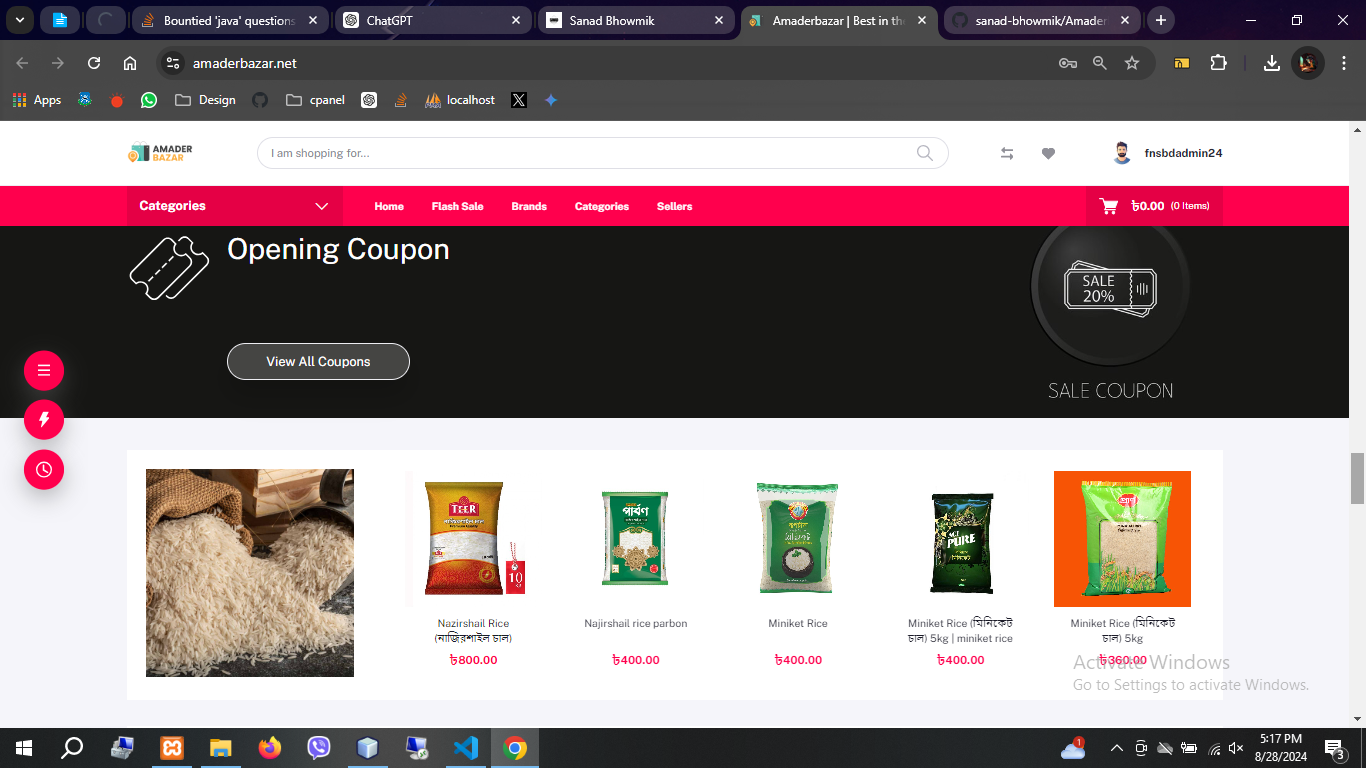 Bountied 'java' questions
ChatGPT
Sanad Bhowmik
Amaderbazar | Best in the
sanad-bhowmik/Amader
amaderbazar.net
Apps
Design
cpanel
localhost
AMADER
BAZAR
I am shopping for...
fnsbdadmin24
Categories
Home
Flash Sale
Brands
Categories
Sellers
৳0.00 (0 Items)
Opening Coupon
SALE
20%
View All Coupons
SALE COUPON
TEER
10
পার্বণ
মিনিকেট
PURE
Nazirshail Rice
(নাজিরশাইল চাল)
৳800.00
Najirshail rice parbon
৳400.00
Miniket Rice
৳400.00
Miniket Rice (মিনিকেট
চাল) 5kg | miniket rice
৳400.00
Miniket Rice (মিনিকেট
চাল) 5kg
৳360.00
Activate Windows
Go to Settings to activate Windows.
1
5:17 PM
8/28/2024
3